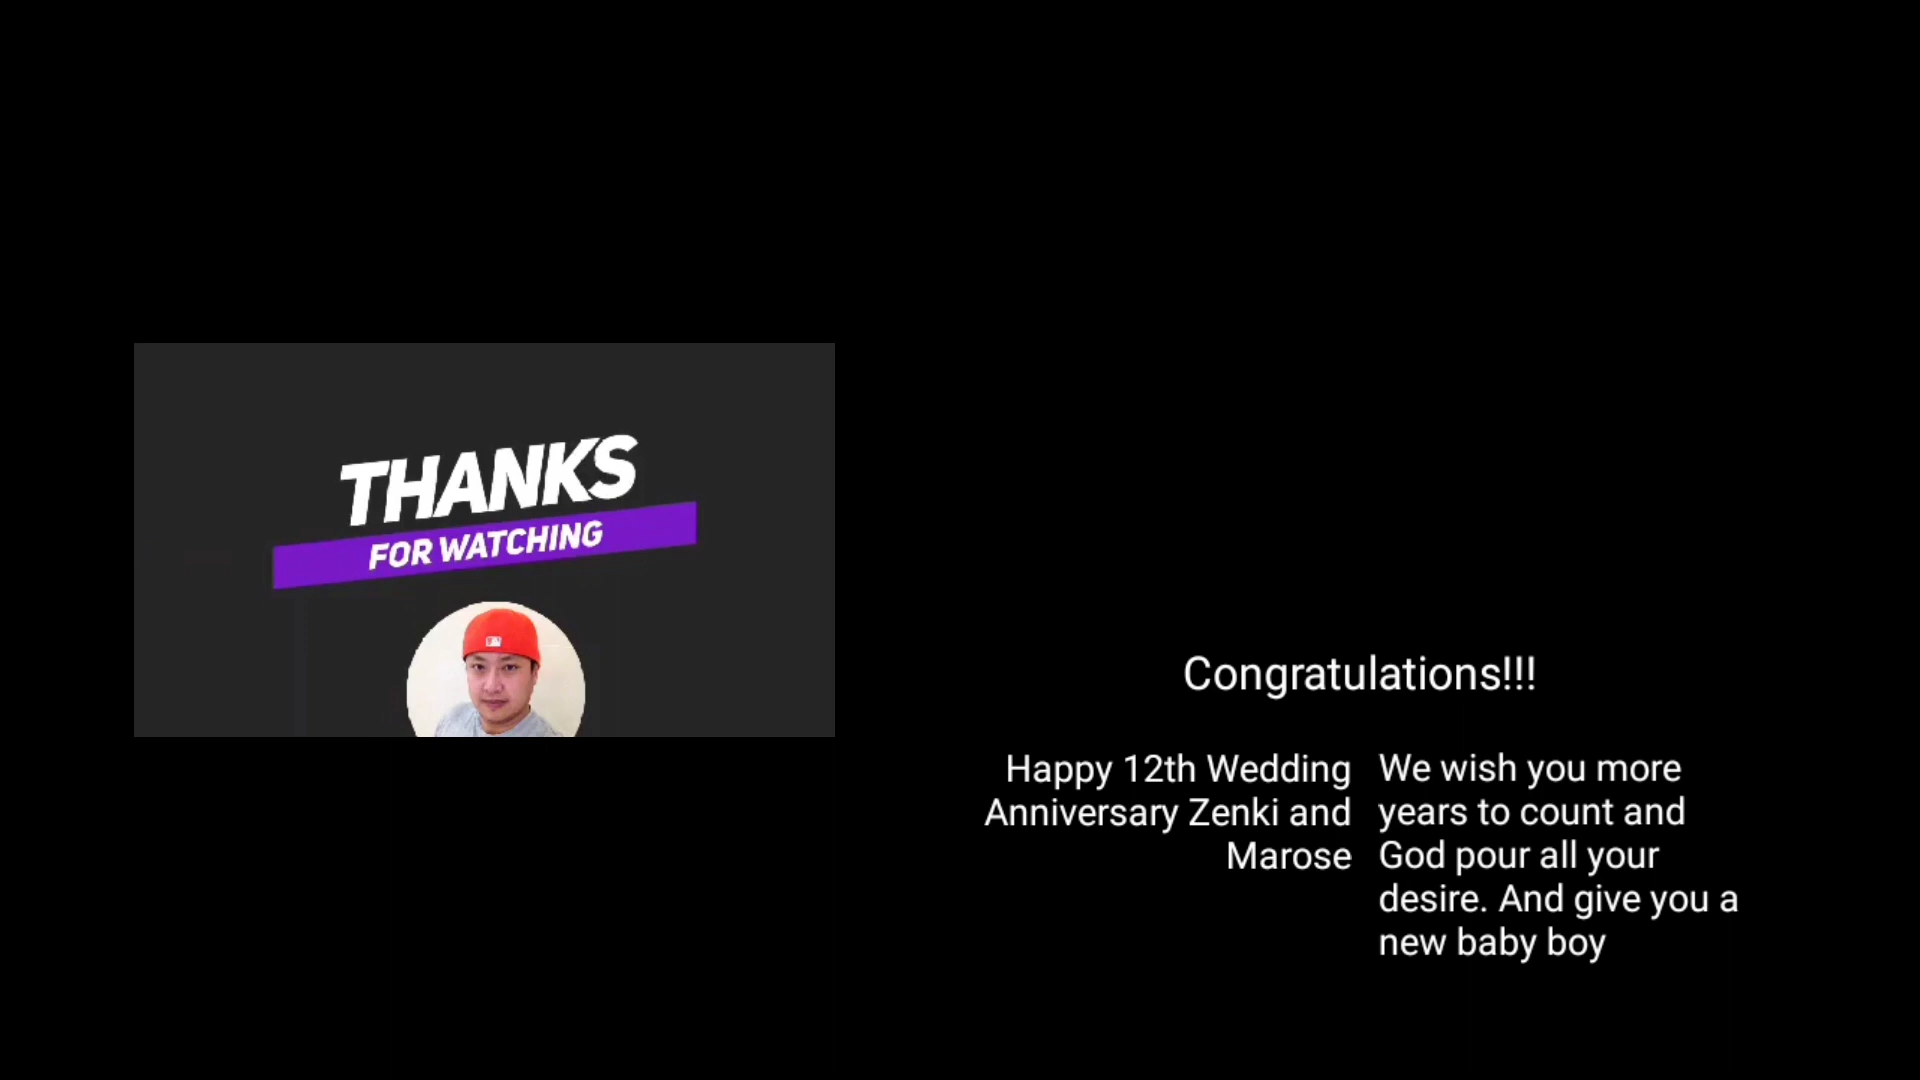 THANKS
FOR WATCHING
Congratulations!!!
Happy 12th Wedding
Anniversary Zenki and
Marose
We wish you more
years to count and
God pour all your
desire. And give you a
new baby boy